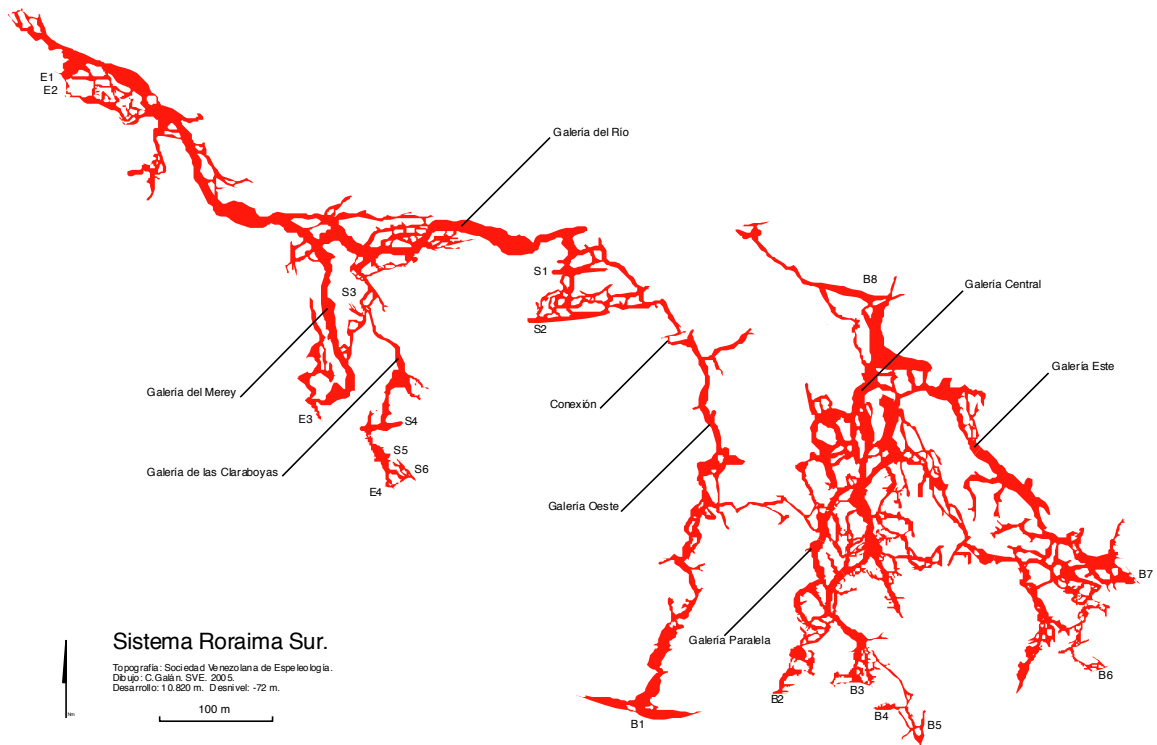 E1
E2
Galería del Río
S1
S2
S3
B8
Galería Central
Galería Este
Galería del Merey
E3
Conexión
S4
S5
S6
E4
Galería de las Claraboyas
Galería Oeste
B7
Galería Paralela
B6
B2
B3
B4
B5
B1
Sistema Roraima Sur.
Topografía: Sociedad Venezolana de Espeleología.
Dibujo: C.Galán. SVE. 2005.
Desarrollo: 10.820 m. Desnivel: -72 m.
Nm
100 m